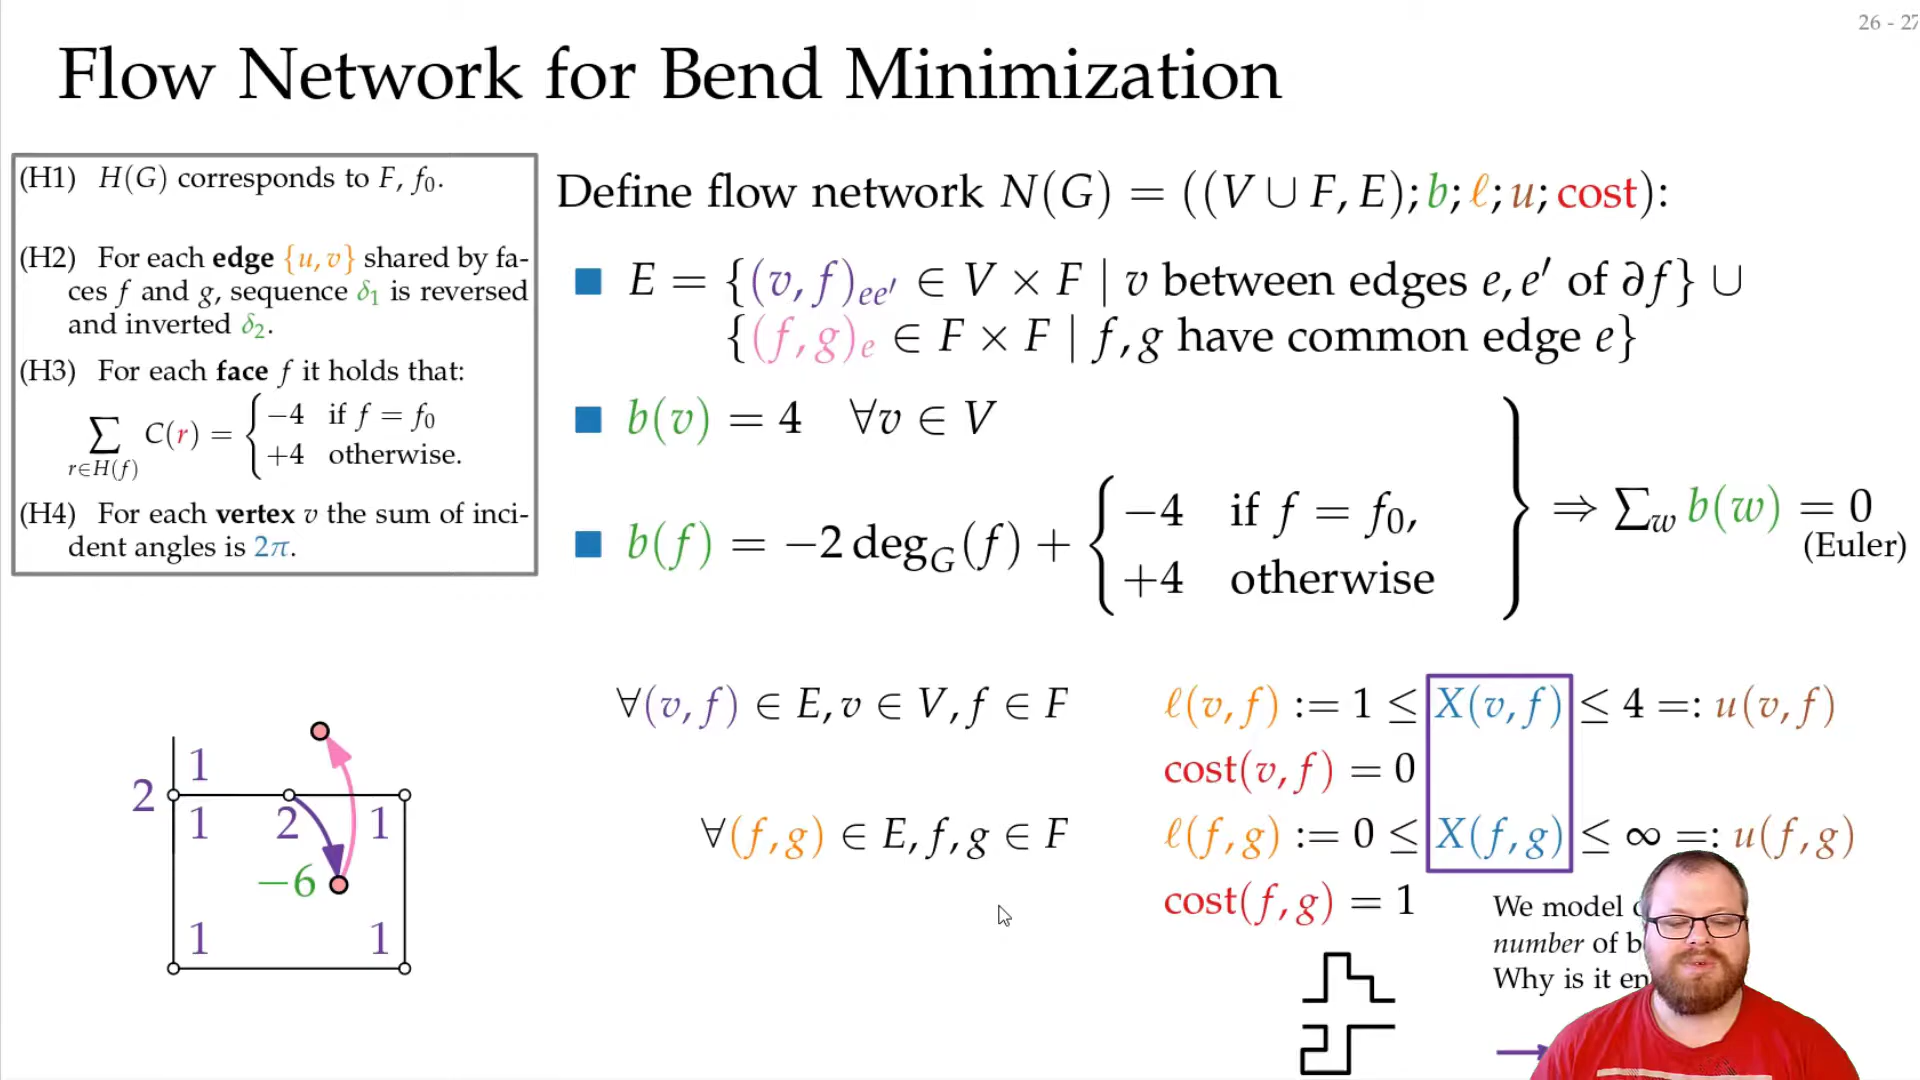 26 - 27
Flow Network for Bend Minimization
(H1) H(G) corresponds to F, f₀.
(H2) For each edge {u, v} shared by fa-
ces f and g, sequence δ₁ is reversed
and inverted δ₂.
(H3) For each face f it holds that:
∑_{r∈H(f)} C(r) = { −4 if f = f₀
+4 otherwise.
(H4) For each vertex v the sum of inci-
dent angles is 2π.
Define flow network N(G) = ((V ∪ F, E); b; ℓ; u; cost):
E = {(v, f)_{ee′} ∈ V × F | v between edges e, e′ of ∂f} ∪
{(f, g)_e ∈ F × F | f, g have common edge e}
b(v) = 4 ∀v ∈ V
b(f) = −2 deg_G(f) + { −4 if f = f₀,
+4 otherwise
⇒ ∑_w b(w) = 0
(Euler)
∀(v, f) ∈ E, v ∈ V, f ∈ F
ℓ(v, f) := 1 ≤ X(v, f) ≤ 4 =: u(v, f)
cost(v, f) = 0
∀(f, g) ∈ E, f, g ∈ F
ℓ(f, g) := 0 ≤ X(f, g) ≤ ∞ =: u(f, g)
cost(f, g) = 1
We model
number of
Why is it
1
2
1 2 1
−6
1 1